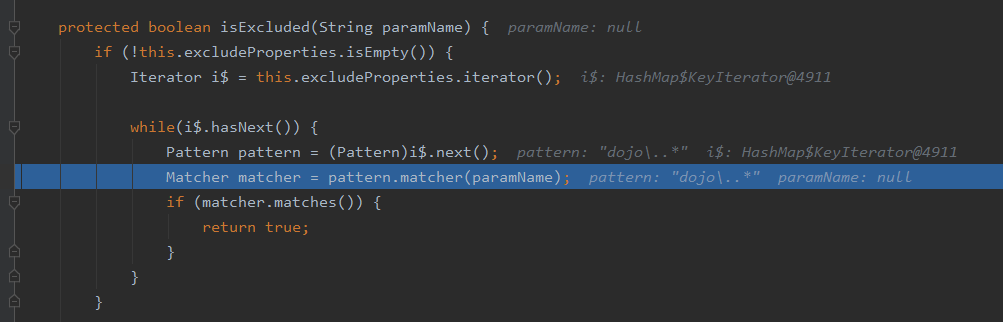 protected boolean isExcluded(String paramName) {  paramName: null
if (!this.excludeProperties.isEmpty()) {
Iterator i$ = this.excludeProperties.iterator();  i$: HashMap$KeyIterator@4911
while(i$.hasNext()) {
Pattern pattern = (Pattern)i$.next();  pattern: "dojo\..*"  i$: HashMap$KeyIterator@4911
Matcher matcher = pattern.matcher(paramName);  pattern: "dojo\..*"  paramName: null
if (matcher.matches()) {
return true;
}
}
}